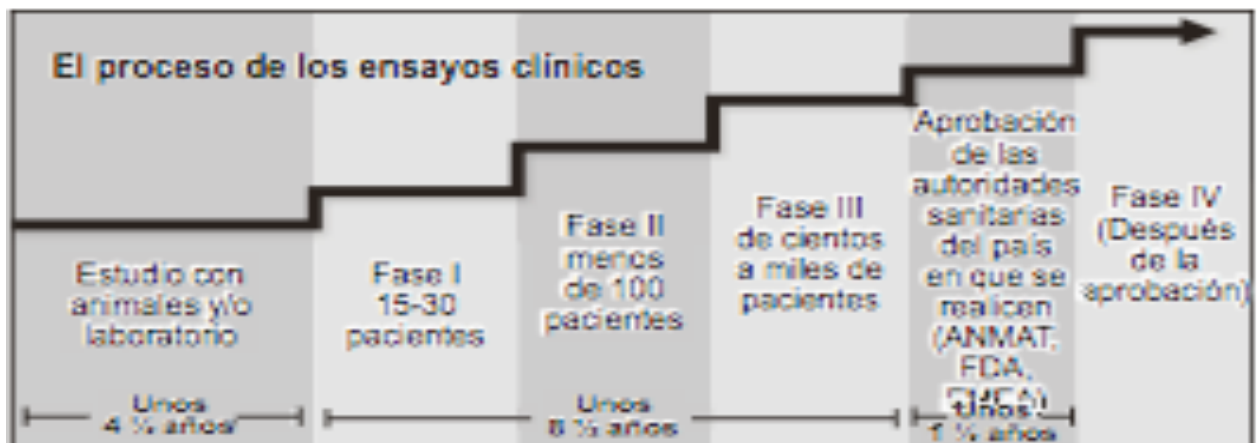 El proceso de los ensayos clínicos
Estudio con
animales y/o
laboratorio
Fase I
15-30
pacientes
Fase II
menos
de 100
pacientes
Fase III
de cientos
a miles de
pacientes
Aprobación
de las
autoridades
sanitarias
del país
en que se
realicen
(ANMAT,
FDA,
EMEA)
Fase IV
(Después
de la
aprobación)
Unos
4 ½ años
Unos
años
Unos
1 ½ años